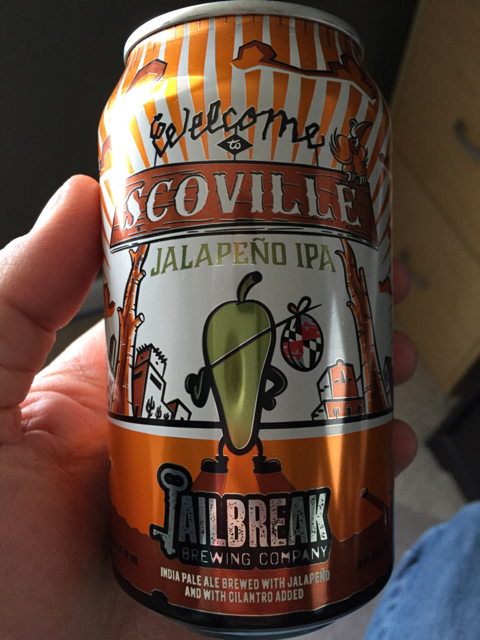 Welcome
to
SCOVILLE
JALAPEÑO IPA
JAILBREAK
BREWING COMPANY
INDIA PALE ALE BREWED WITH JALAPEÑO
AND WITH CILANTRO ADDED